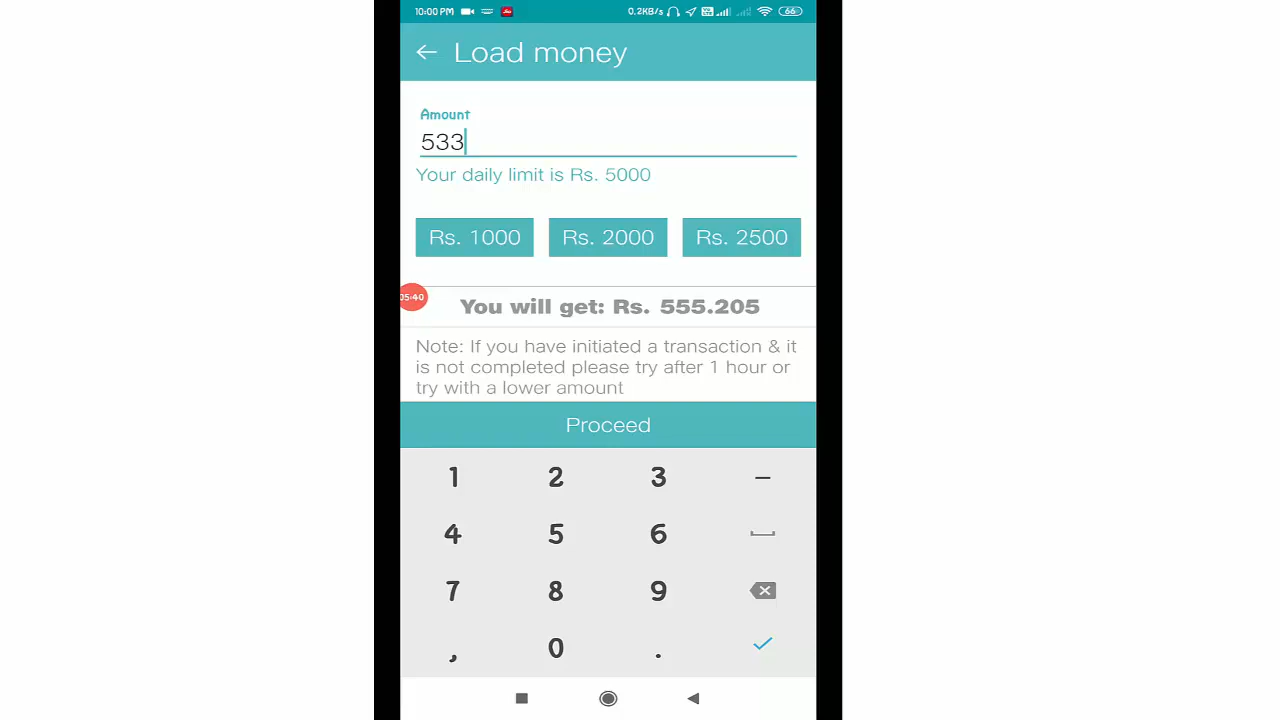 10:00 PM 0.2KB/s 66
Load money
Amount
533
Your daily limit is Rs. 5000
Rs. 1000 Rs. 2000 Rs. 2500
05:40
You will get: Rs. 555.205
Note: If you have initiated a transaction & it
is not completed please try after 1 hour or
try with a lower amount
Proceed
1 2 3 –
4 5 6
7 8 9
, 0 .